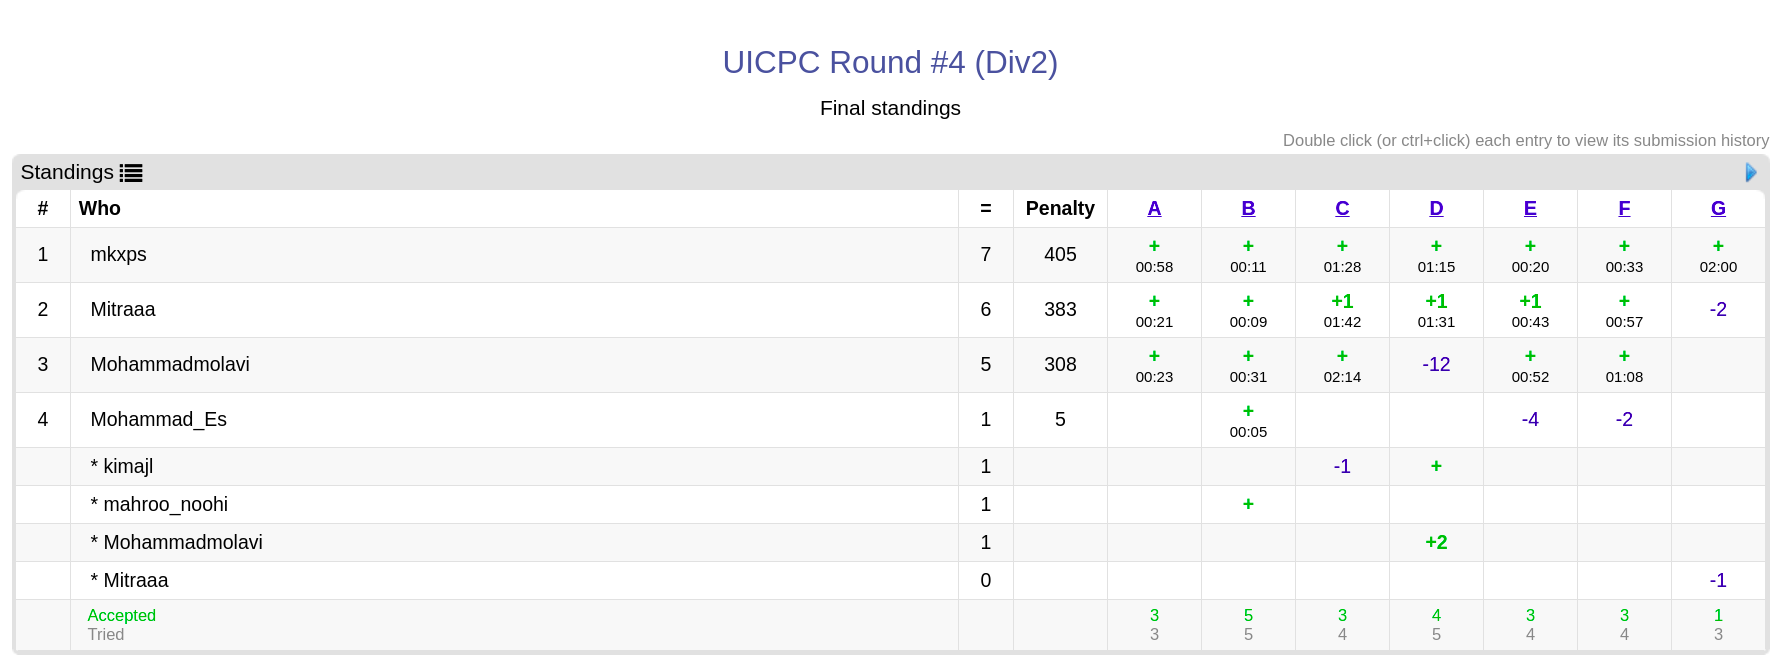 UICPC Round #4 (Div2)
Final standings
Double click (or ctrl+click) each entry to view its submission history
Standings
# Who = Penalty A B C D E F G
1 mkxps 7 405 + + + + + + +
00:58 00:11 01:28 01:15 00:20 00:33 02:00
2 Mitraaa 6 383 + + +1 +1 +1 + -2
00:21 00:09 01:42 01:31 00:43 00:57
3 Mohammadmolavi 5 308 + + + -12 + +
00:23 00:31 02:14 00:52 01:08
4 Mohammad_Es 1 5 + -4 -2
00:05
* kimajl 1 -1 +
* mahroo_noohi 1 +
* Mohammadmolavi 1 +2
* Mitraaa 0 -1
Accepted 3 5 3 4 3 3 1
Tried 3 5 4 5 4 4 3